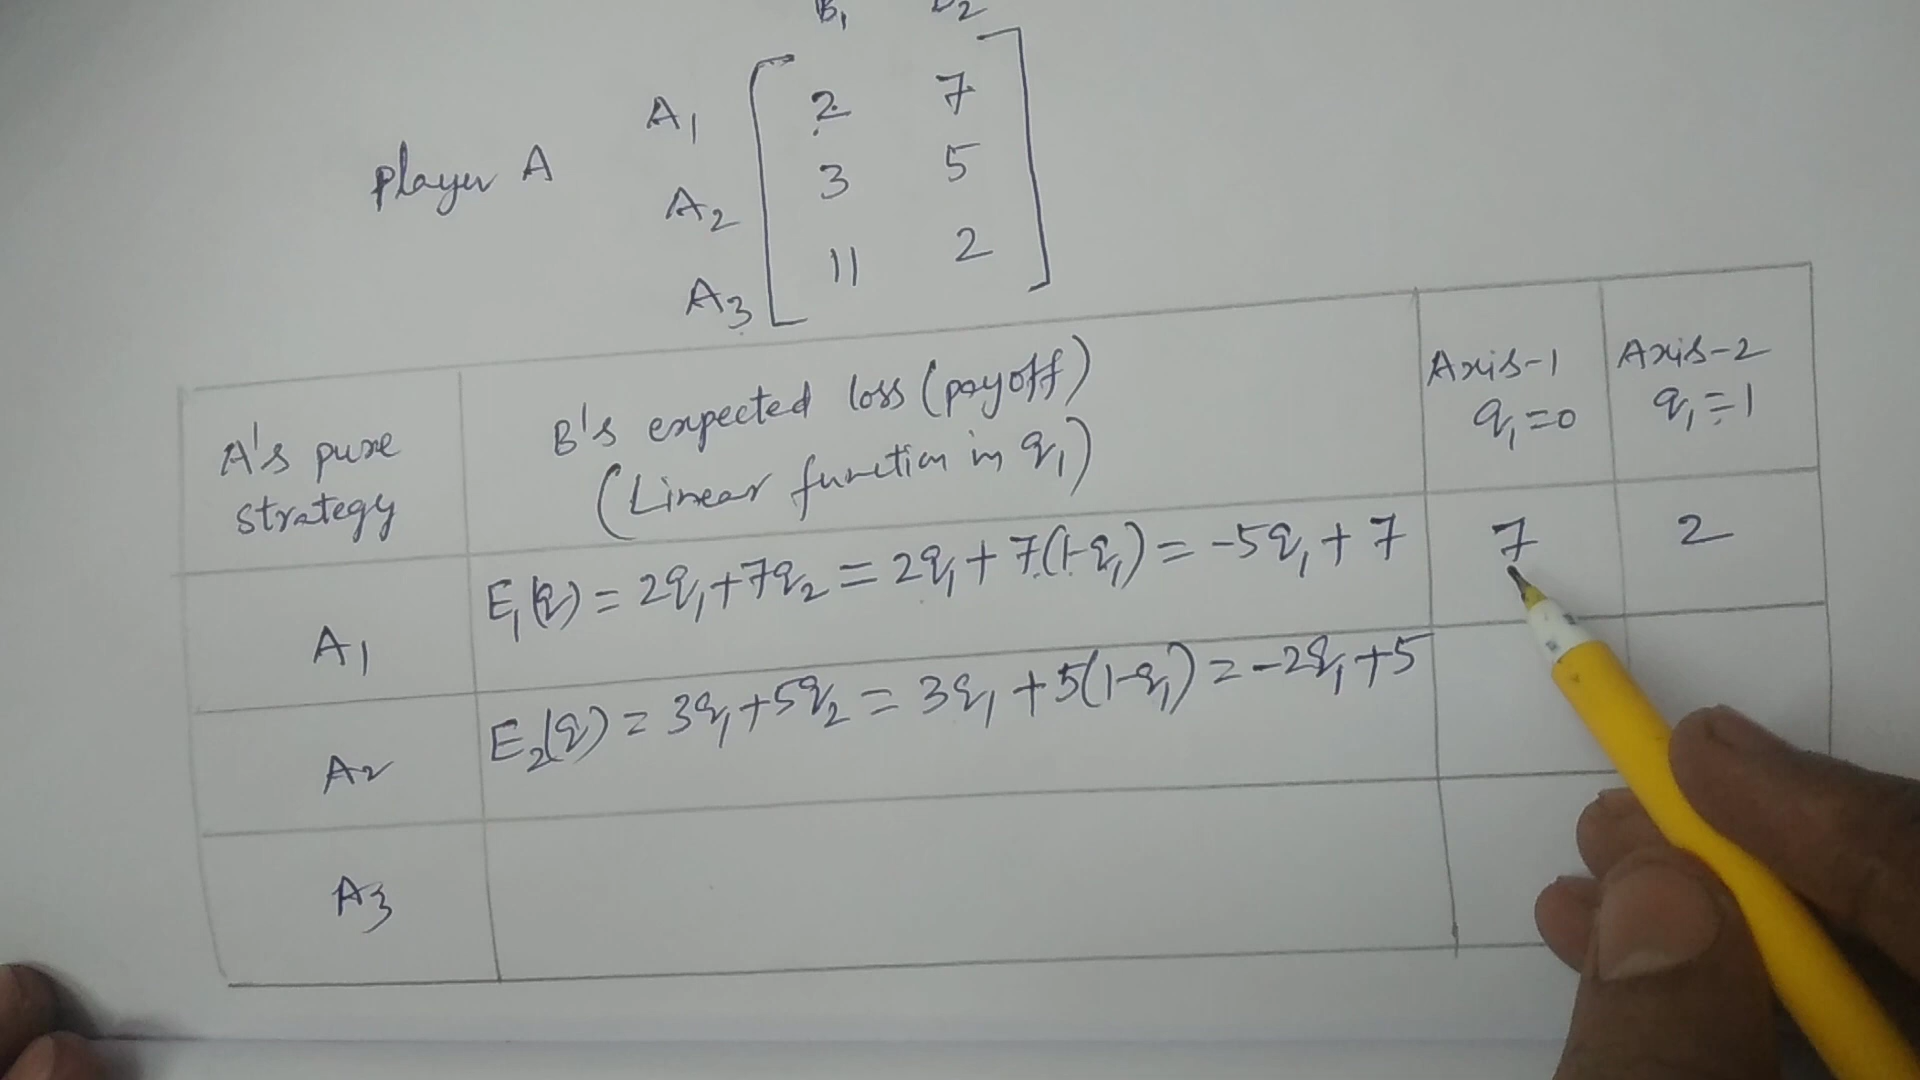 B₁ B₂
A₁ 2 7
Player A
A₂ 3 5
A₃ 11 2
A's pure strategy
B's expected loss (payoff)
(Linear function in q₁)
Axis-1
q₁=0
Axis-2
q₁=1
A₁
E₁(q) = 2q₁+7q₂ = 2q₁+7(1-q₁) = -5q₁+7
7
2
A₂
E₂(q) = 3q₁+5q₂ = 3q₁+5(1-q₁) = -2q₁+5
A₃